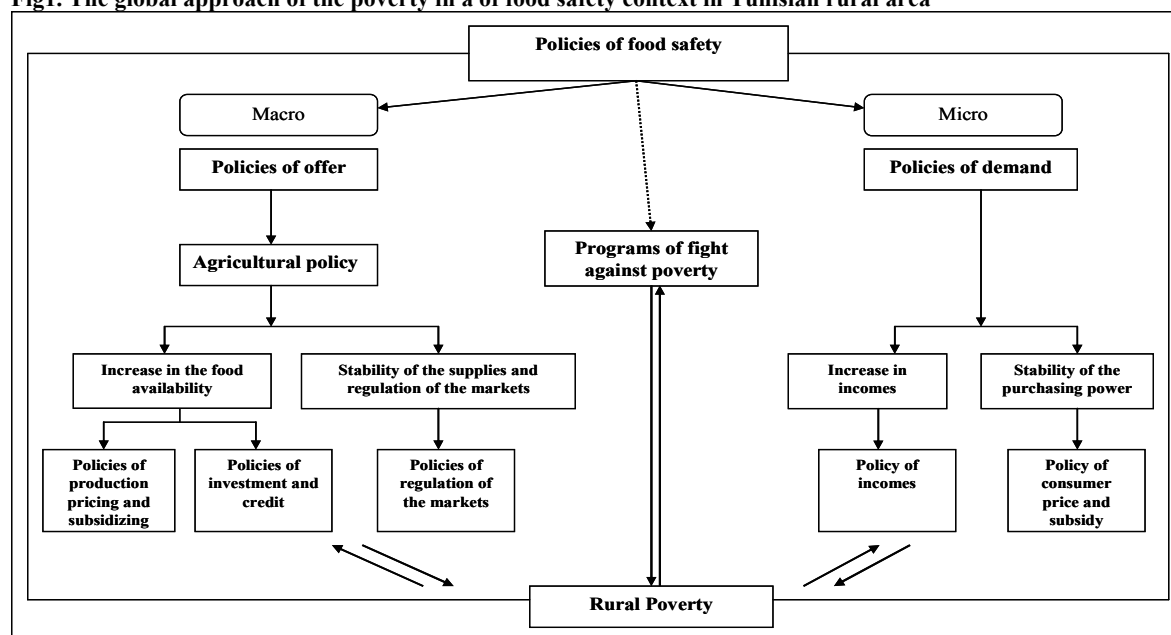 Fig1. The global approach of the poverty in a of food safety context in Tunisian rural area
Policies of food safety
Macro
Micro
Policies of offer
Policies of demand
Agricultural policy
Programs of fight
against poverty
Increase in the food
availability
Stability of the supplies and
regulation of the markets
Increase in
incomes
Stability of the
purchasing power
Policies of
production
pricing and
subsidizing
Policies of
investment and
credit
Policies of
regulation of
the markets
Policy of
incomes
Policy of
consumer
price and
subsidy
Rural Poverty